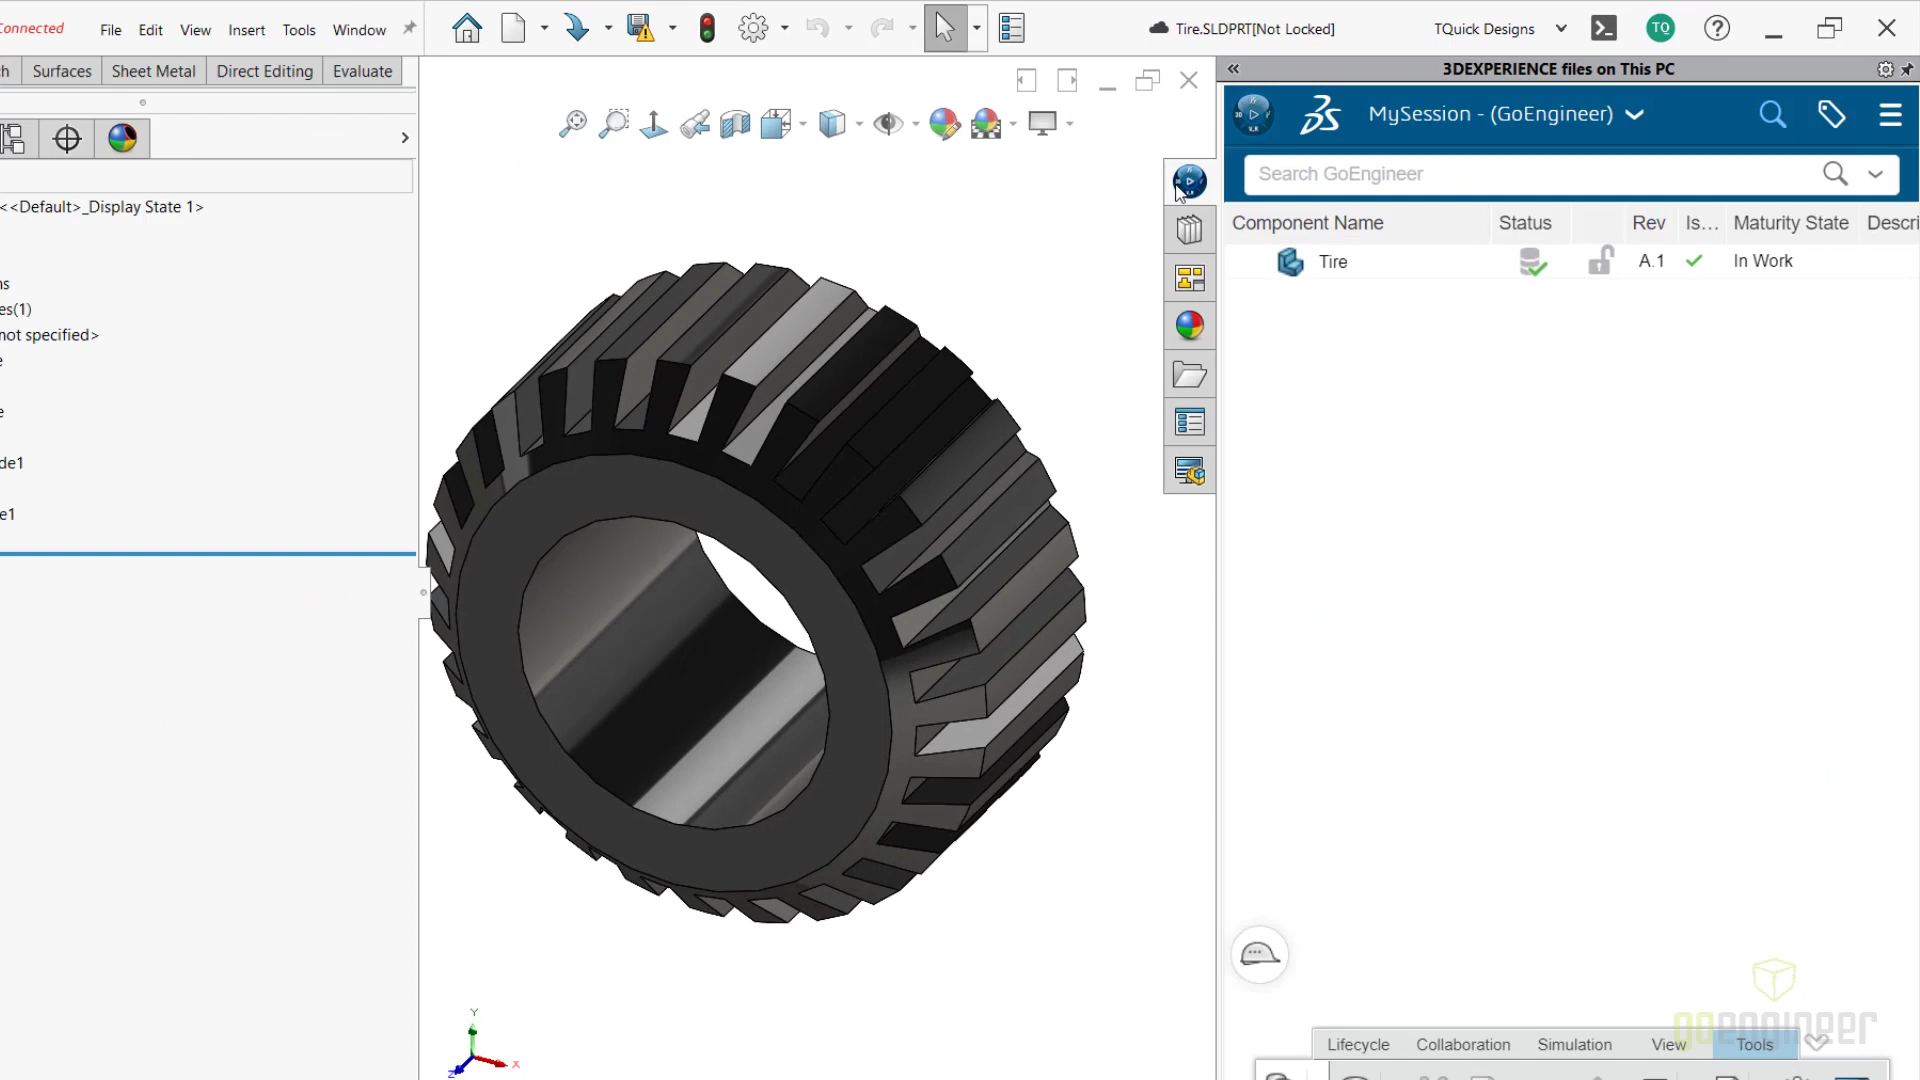 Connected
File Edit View Insert Tools Window
Tire.SLDPRT[Not Locked]
TQuick Designs
TQ
Surfaces Sheet Metal Direct Editing Evaluate
<<Default>_Display State 1>
es(1)
not specified>
de1
e1
Y
X
Z
3DEXPERIENCE files on This PC
MySession - (GoEngineer)
Search GoEngineer
Component Name Status Rev Is... Maturity State Descri
Tire A.1 In Work
goengineer
Lifecycle Collaboration Simulation View Tools